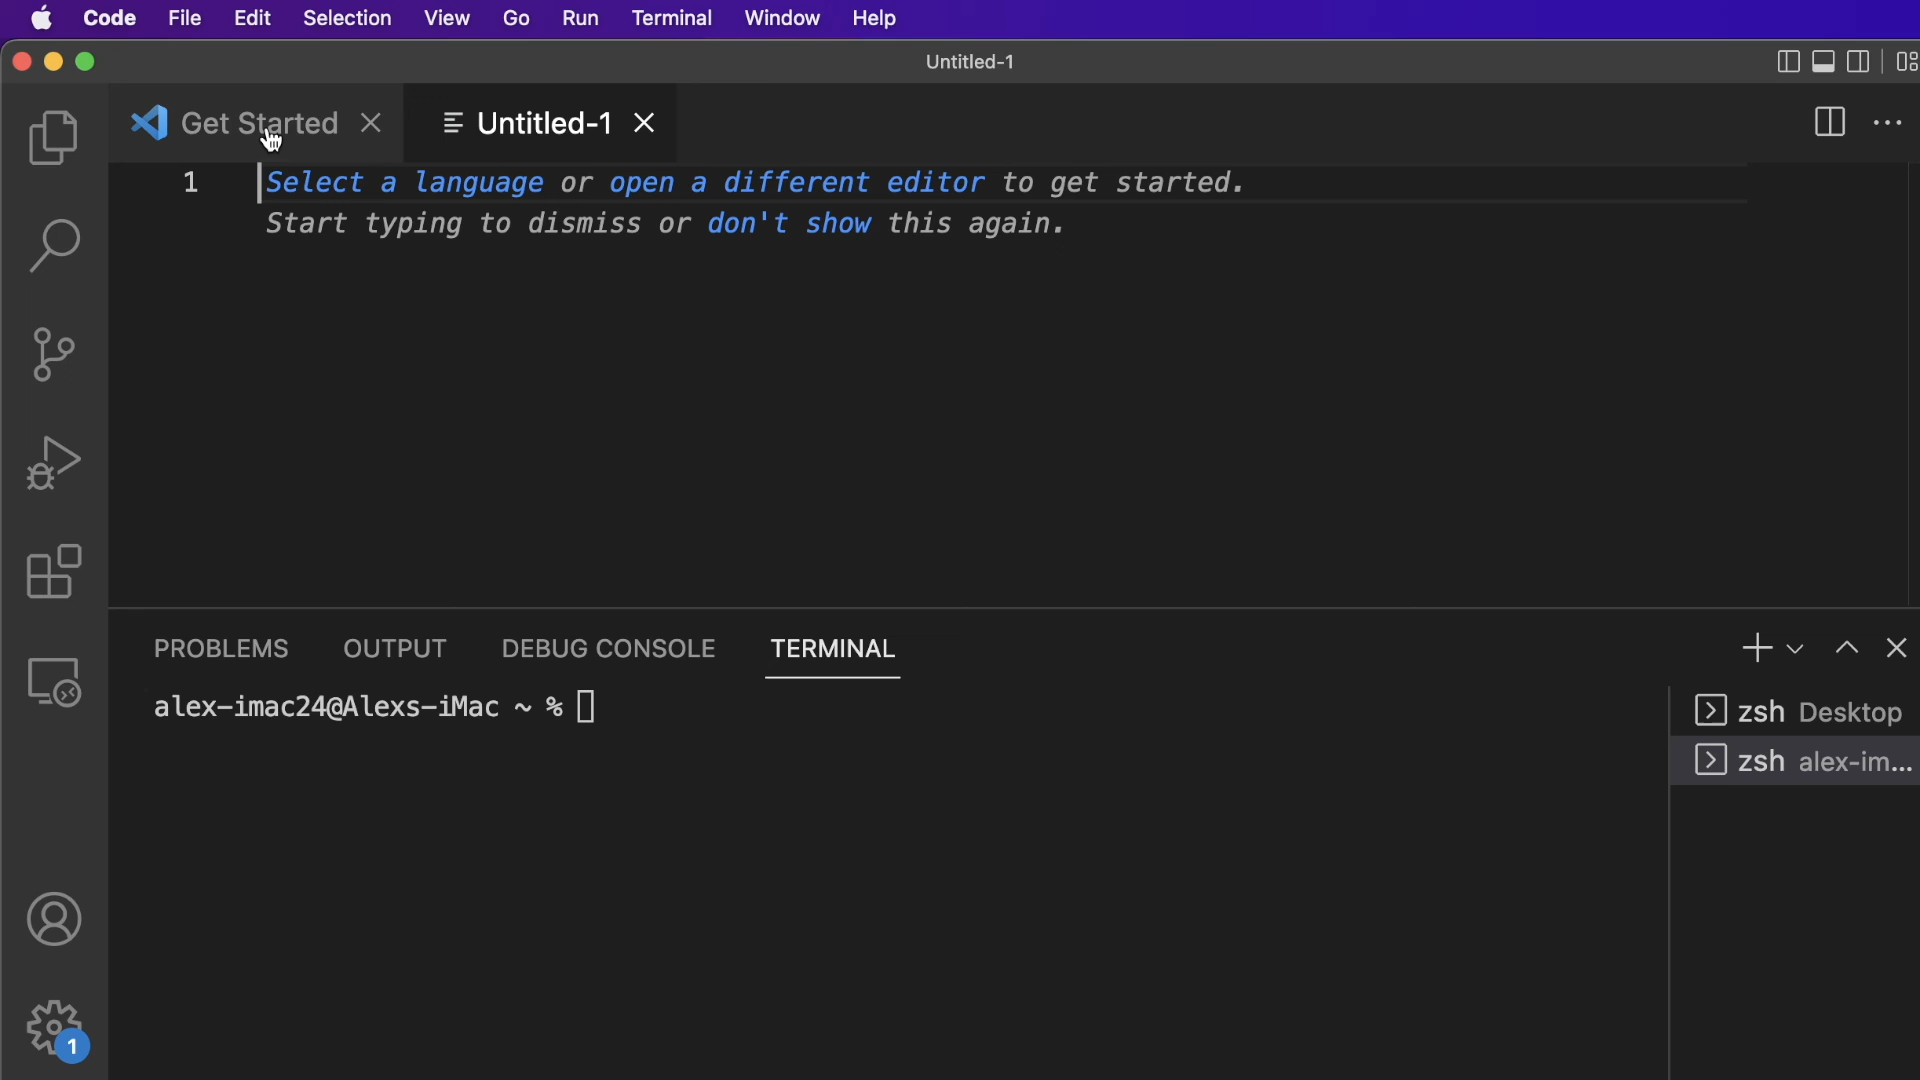 Code File Edit Selection View Go Run Terminal Window Help
Untitled-1
Get Started Untitled-1
1 Select a language or open a different editor to get started.
Start typing to dismiss or don't show this again.
PROBLEMS OUTPUT DEBUG CONSOLE TERMINAL
alex-imac24@Alexs-iMac ~ %
zsh Desktop
zsh alex-im...
1